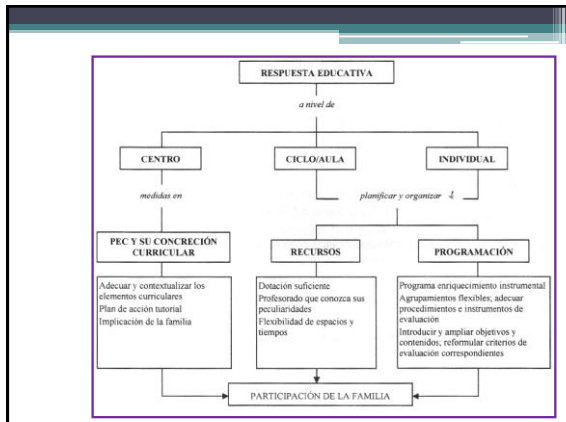 RESPUESTA EDUCATIVA
a nivel de
CENTRO
CICLO/AULA
INDIVIDUAL
medidas en
planificar y organizar
PEC Y SU CONCRECIÓN
CURRICULAR
RECURSOS
PROGRAMACIÓN
Adecuar y contextualizar los
elementos curriculares
Plan de acción tutorial
Implicación de la familia
Dotación suficiente
Profesorado que conozca sus
peculiaridades
Flexibilidad de espacios y
tiempos
Programa enriquecimiento instrumental
Agrupamientos flexibles; adecuar
procedimientos e instrumentos de
evaluación
Introducir y ampliar objetivos y
contenidos; reformular criterios de
evaluación correspondientes
PARTICIPACIÓN DE LA FAMILIA